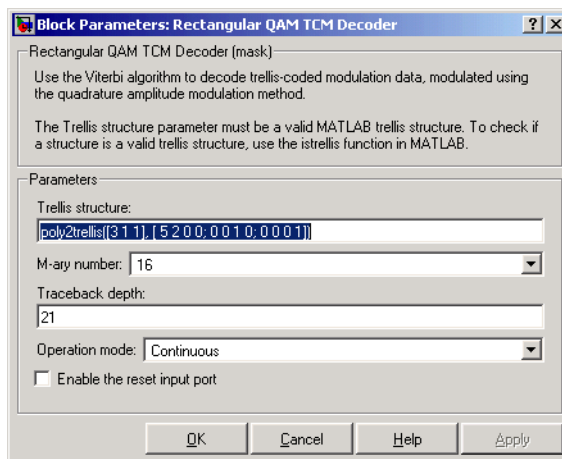 Block Parameters: Rectangular QAM TCM Decoder
Rectangular QAM TCM Decoder (mask)
Use the Viterbi algorithm to decode trellis-coded modulation data, modulated using
the quadrature amplitude modulation method.
The Trellis structure parameter must be a valid MATLAB trellis structure. To check if
a structure is a valid trellis structure, use the istrellis function in MATLAB.
Parameters
Trellis structure:
poly2trellis([3 1 1], [ 5 2 0 0; 0 0 1 0; 0 0 0 1])
M-ary number: 16
Traceback depth:
21
Operation mode: Continuous
Enable the reset input port
OK Cancel Help Apply